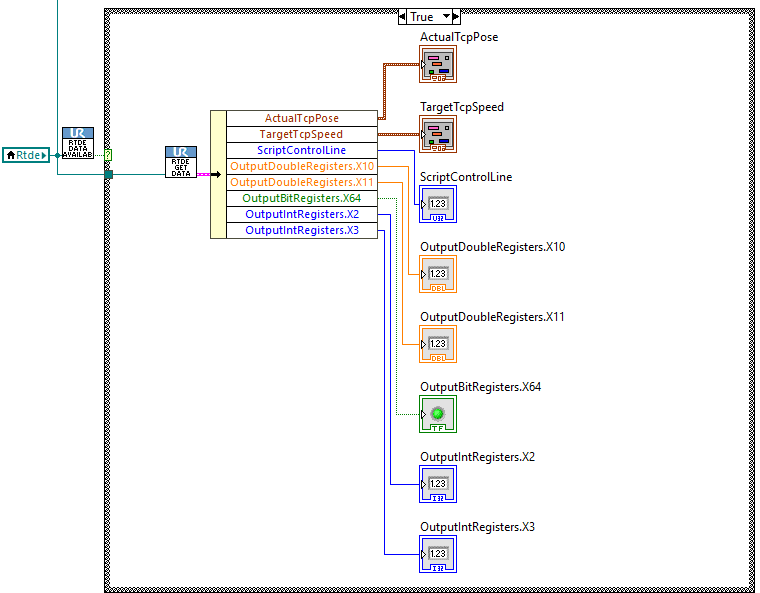 True
ActualTcpPose
TargetTcpSpeed
ScriptControlLine
1.23
U32
OutputDoubleRegisters.X10
1.23
DBL
OutputDoubleRegisters.X11
1.23
DBL
OutputBitRegisters.X64
TF
OutputIntRegisters.X2
1.23
I32
OutputIntRegisters.X3
1.23
I32
Rtde
UR
RTDE
DATA
AVAILAB
?
UR
RTDE
GET
DATA
ActualTcpPose
TargetTcpSpeed
ScriptControlLine
OutputDoubleRegisters.X10
OutputDoubleRegisters.X11
OutputBitRegisters.X64
OutputIntRegisters.X2
OutputIntRegisters.X3